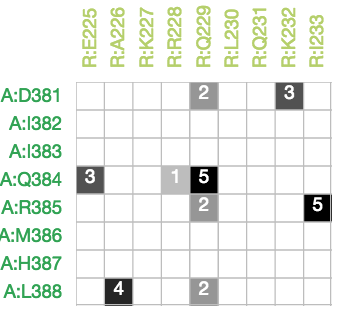 R:E225 R:A226 R:K227 R:R228 R:Q229 R:L230 R:Q231 R:K232 R:I233
A:D381 2 3
A:I382
A:I383
A:Q384 3 1 5
A:R385 2 5
A:M386
A:H387
A:L388 4 2